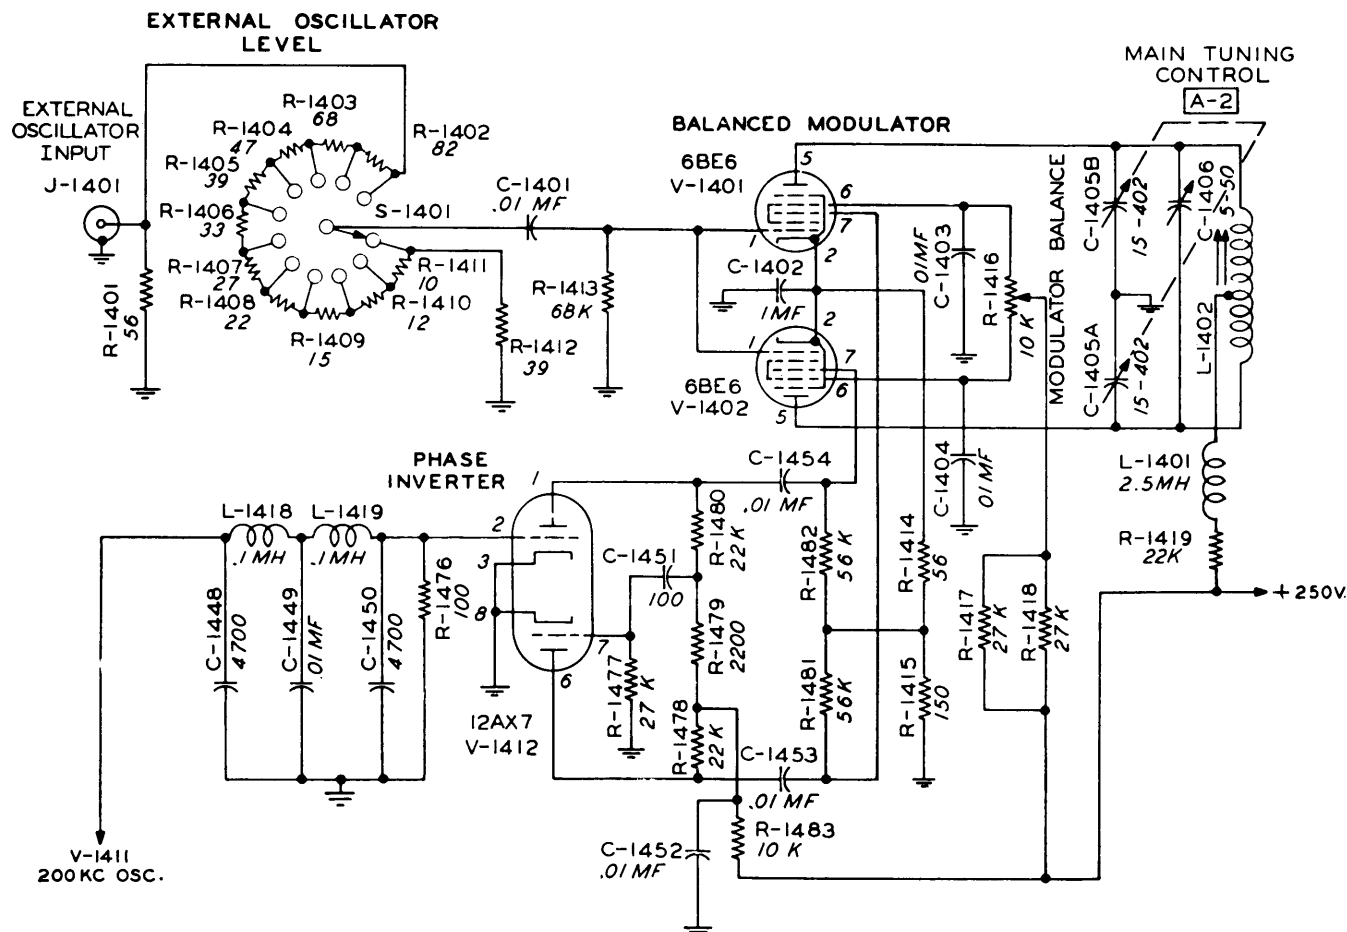 EXTERNAL OSCILLATOR
LEVEL
EXTERNAL
OSCILLATOR
INPUT
J-1401
R-1401
56
R-1402
82
R-1403
68
R-1404
47
R-1405
39
R-1406
33
R-1407
27
R-1408
22
R-1409
15
R-1410
12
R-1411
10
R-1412
39
S-1401
C-1401
.01 MF
R-1413
68K
BALANCED MODULATOR
6BE6
V-1401
5
6
7
1
2
C-1402
1MF
2
1
7
6
5
6BE6
V-1402
.01MF
C-1403
R-1416
10 K
MODULATOR BALANCE
C-1404
.01 MF
MAIN TUNING
CONTROL
A-2
C-1405B
15-402
C-1405A
15-402
C-1406
5-50
L-1402
L-1401
2.5MH
R-1419
22K
+250V.
R-1417
27 K
R-1418
27K
PHASE
INVERTER
1
2
3
8
7
6
12AX7
V-1412
L-1418
.1MH
L-1419
.1MH
C-1448
4700
C-1449
.01 MF
C-1450
4700
R-1476
100
C-1451
100
R-1477
27 K
R-1480
22K
R-1479
2200
R-1478
22K
C-1454
.01 MF
R-1482
56K
R-1481
56K
R-1414
56
R-1415
150
C-1453
.01 MF
C-1452
.01 MF
R-1483
10 K
V-1411
200KC OSC.